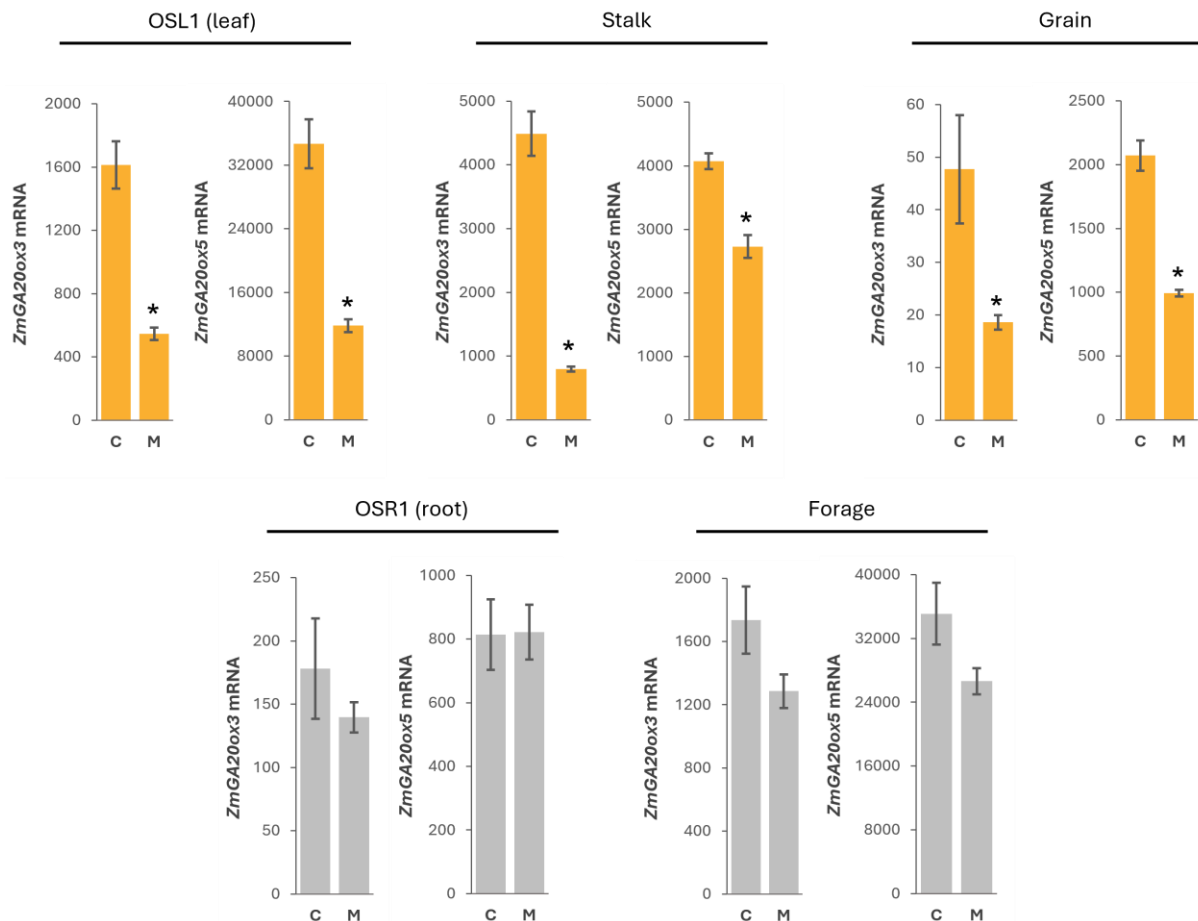 OSL1 (leaf)
Stalk
Grain
ZmGA20ox3 mRNA
2000
1600
1200
800
400
0
*
C M
ZmGA20ox5 mRNA
40000
32000
24000
16000
8000
0
*
C M
ZmGA20ox3 mRNA
5000
4000
3000
2000
1000
0
*
C M
ZmGA20ox5 mRNA
5000
4000
3000
2000
1000
0
*
C M
ZmGA20ox3 mRNA
60
50
40
30
20
10
0
*
C M
ZmGA20ox5 mRNA
2500
2000
1500
1000
500
0
*
C M
OSR1 (root)
Forage
ZmGA20ox3 mRNA
250
200
150
100
50
0
C M
ZmGA20ox5 mRNA
1000
800
600
400
200
0
C M
ZmGA20ox3 mRNA
2000
1600
1200
800
400
0
C M
ZmGA20ox5 mRNA
40000
32000
24000
16000
8000
0
C M